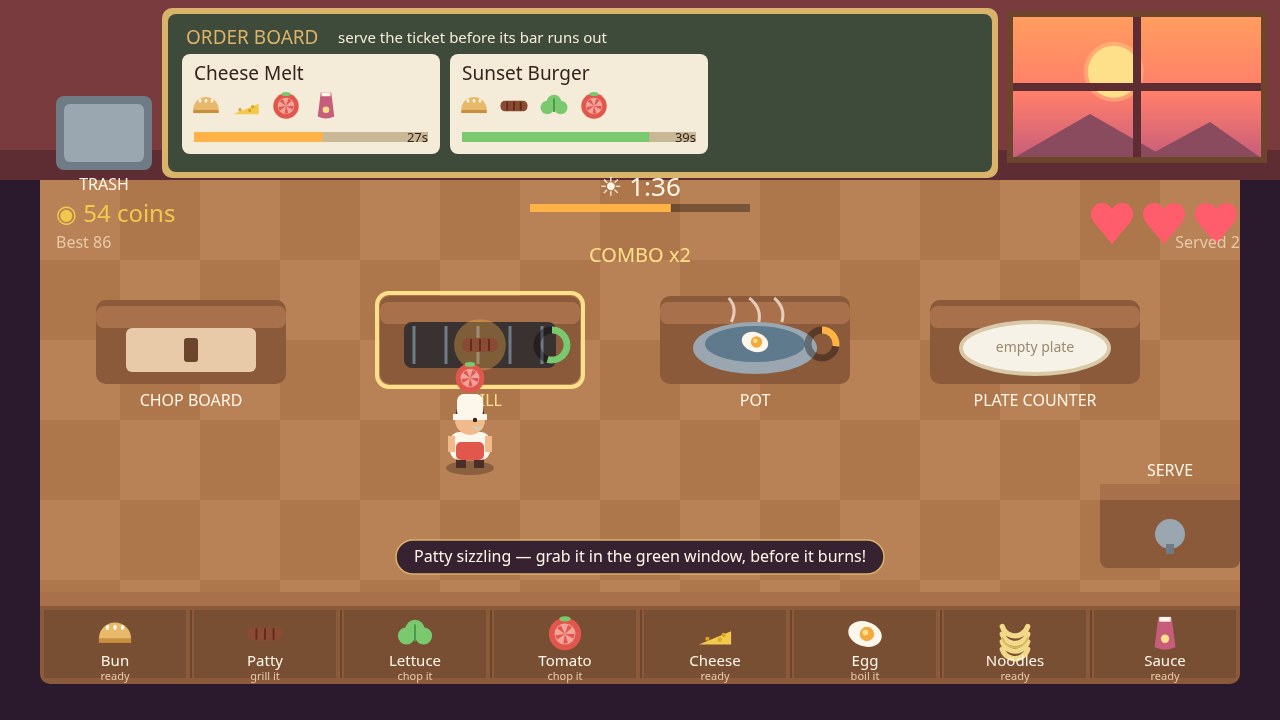 ORDER BOARD serve the ticket before its bar runs out
Cheese Melt
27s
Sunset Burger
39s
TRASH
1:36
54 coins
Best 86
Served 2
COMBO x2
empty plate
CHOP BOARD
ILL
POT
PLATE COUNTER
SERVE
Patty sizzling — grab it in the green window, before it burns!
Bun
ready
Patty
grill it
Lettuce
chop it
Tomato
chop it
Cheese
ready
Egg
boil it
Noodles
ready
Sauce
ready